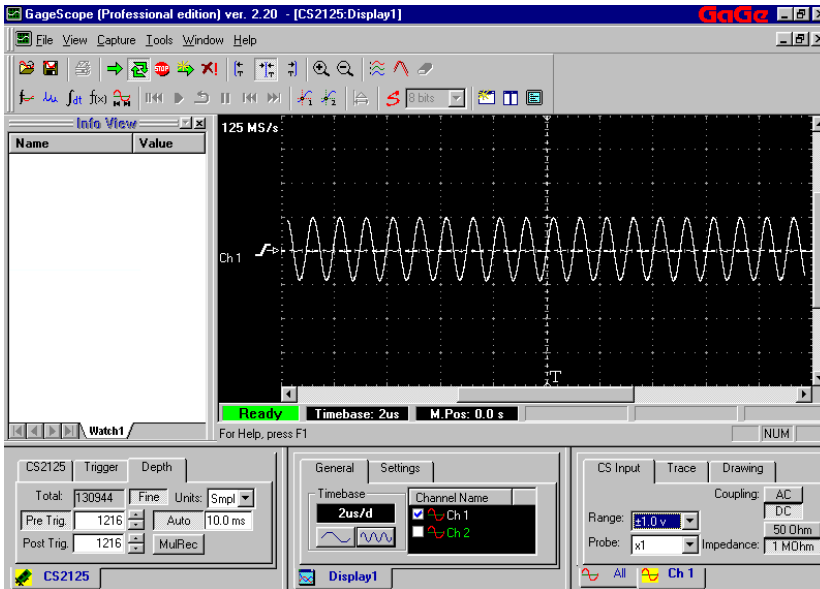 GageScope (Professional edition) ver. 2.20 - [CS2125:Display1]
GaGe
File View Capture Tools Window Help
STOP
∫dt f(x)
8 bits
Info View
Name Value
125 MS/s
Ch 1
T
Ready Timebase: 2us M.Pos: 0.0 s
Watch1
For Help, press F1
NUM
CS2125 Trigger Depth
Total: 130944 Fine Units: Smpl
Pre Trig. 1216 Auto 10.0 ms
Post Trig. 1216 MulRec
CS2125
General Settings
Timebase
2us/d
Channel Name
Ch 1
Ch 2
Display1
CS Input Trace Drawing
Coupling: AC
DC
Range: ±1.0 v
50 Ohm
Probe: x1 Impedance: 1 MOhm
All Ch 1